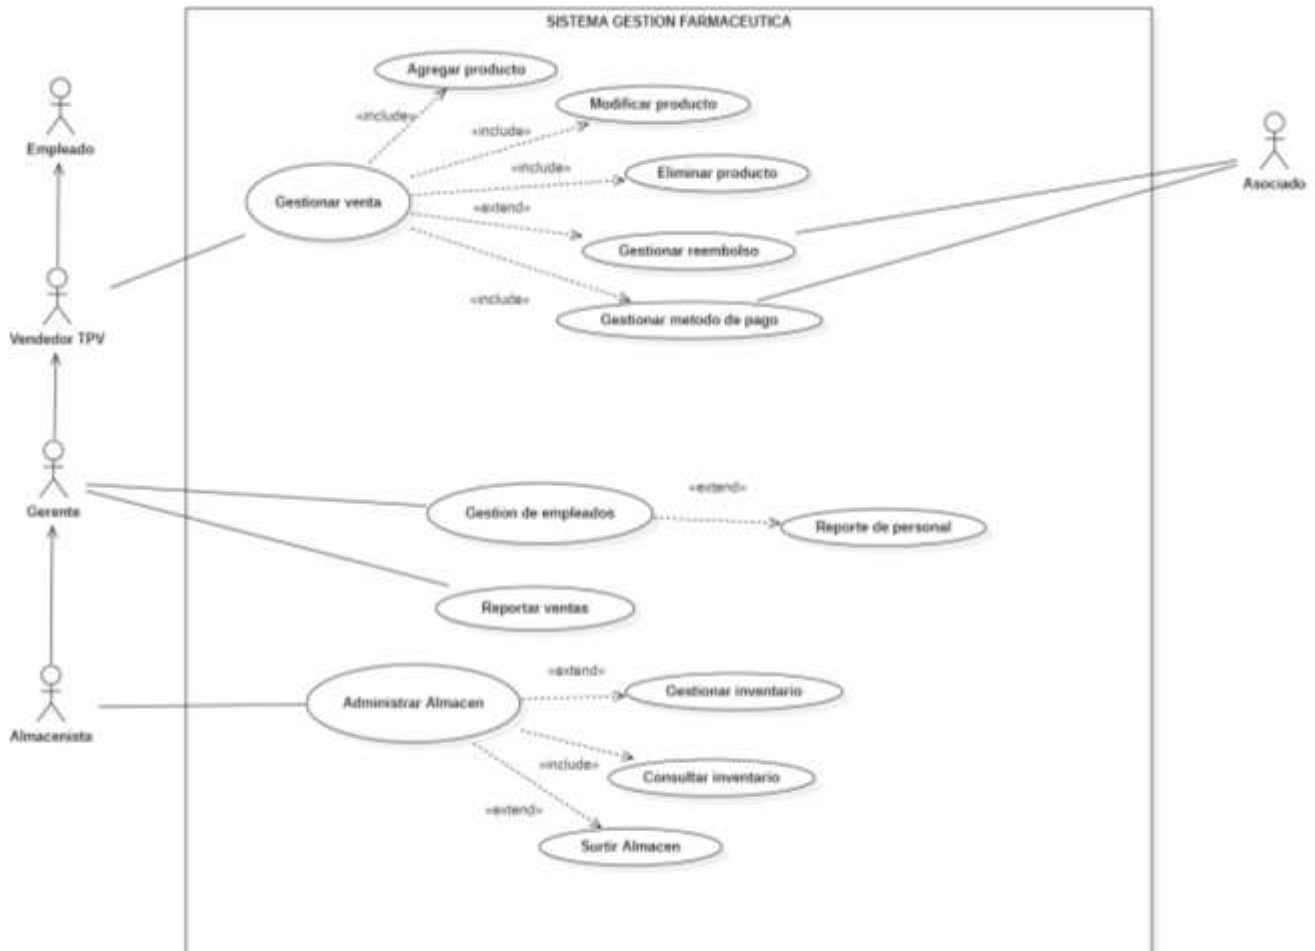 SISTEMA GESTION FARMACEUTICA
Agregar producto
«include»
Modificar producto
«include»
Empleado
Eliminar producto
«include»
Asociado
Gestionar venta
«extend»
Gestionar reembolso
«include»
Gestionar metodo de pago
Vendedor TPV
«extend»
Gestion de empleados
Reporte de personal
Gerente
Reportar ventas
«extend»
Gestionar inventario
Administrar Almacen
Almacenista
«include»
Consultar inventario
«extend»
Surtir Almacen